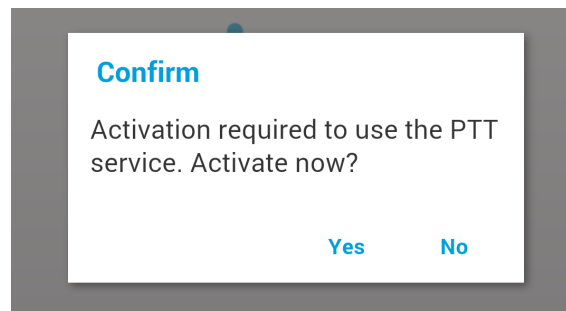 Confirm
Activation required to use the PTT
service. Activate now?
Yes No